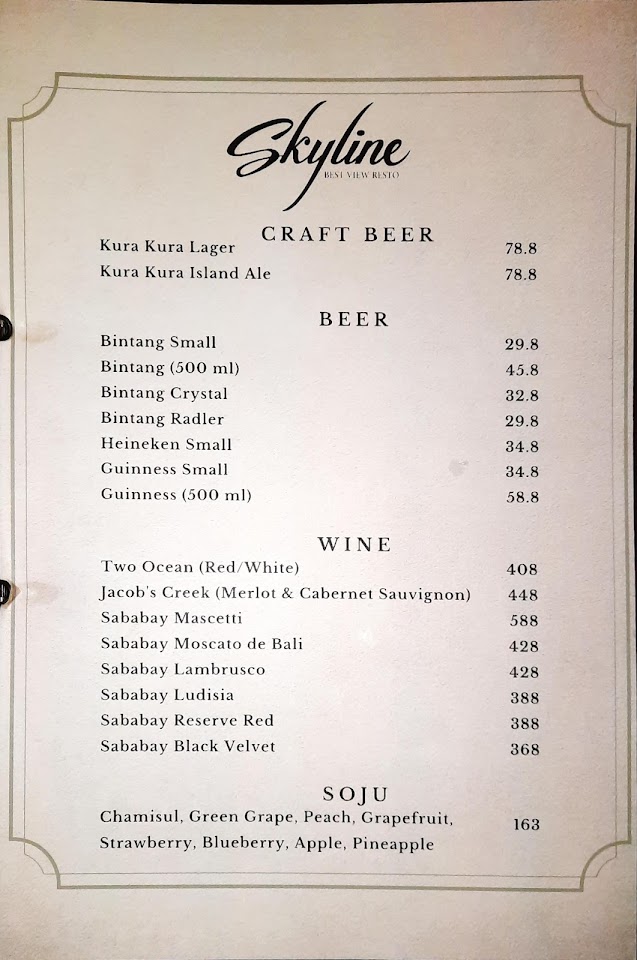 Skyline
BEST VIEW RESTO
CRAFT BEER
Kura Kura Lager 78.8
Kura Kura Island Ale 78.8
BEER
Bintang Small 29.8
Bintang (500 ml) 45.8
Bintang Crystal 32.8
Bintang Radler 29.8
Heineken Small 34.8
Guinness Small 34.8
Guinness (500 ml) 58.8
WINE
Two Ocean (Red/White) 408
Jacob's Creek (Merlot & Cabernet Sauvignon) 448
Sababay Mascetti 588
Sababay Moscato de Bali 428
Sababay Lambrusco 428
Sababay Ludisia 388
Sababay Reserve Red 388
Sababay Black Velvet 368
SOJU
Chamisul, Green Grape, Peach, Grapefruit, 163
Strawberry, Blueberry, Apple, Pineapple